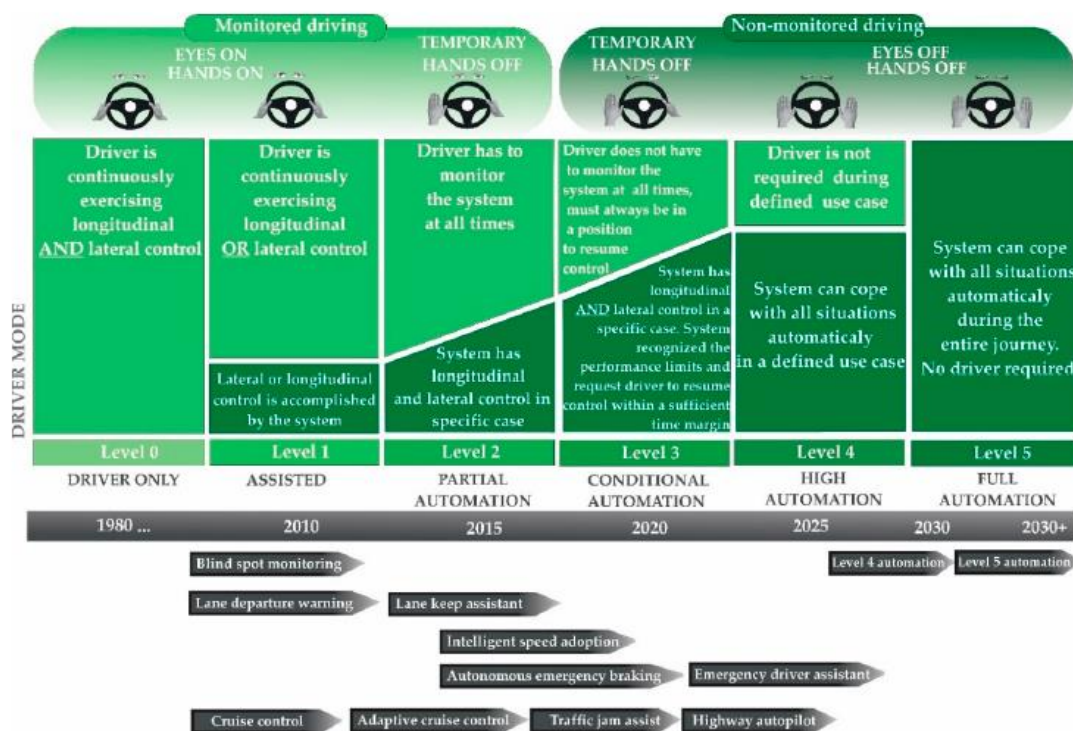 Monitored driving
Non-monitored driving
EYES ON
HANDS ON
TEMPORARY
HANDS OFF
TEMPORARY
HANDS OFF
EYES OFF
HANDS OFF
DRIVER MODE
Driver is
continuously
exercising
longitudinal
AND lateral control
Driver is
continuously
exercising
longitudinal
OR lateral control
Driver has to
monitor
the system
at all times
Driver does not have
to monitor the
system at all times,
must always be in
a position
to resume
control
Driver is not
required during
defined use case
Lateral or longitudinal
control is accomplished
by the system
System has
longitudinal
and lateral control in
specific case
System has
longitudinal
AND lateral control in a
specific case. System
recognized the
performance limits and
request driver to resume
control within a sufficient
time margin
System can cope
with all situations
automaticaly
in a defined use case
System can cope
with all situations
automaticaly
during the
entire journey.
No driver required
Level 0
Level 1
Level 2
Level 3
Level 4
Level 5
DRIVER ONLY
ASSISTED
PARTIAL
AUTOMATION
CONDITIONAL
AUTOMATION
HIGH
AUTOMATION
FULL
AUTOMATION
1980 ...
2010
2015
2020
2025
2030
2030+
Blind spot monitoring
Level 4 automation
Level 5 automation
Lane departure warning
Lane keep assistant
Intelligent speed adoption
Autonomous emergency braking
Emergency driver assistant
Cruise control
Adaptive cruise control
Traffic jam assist
Highway autopilot